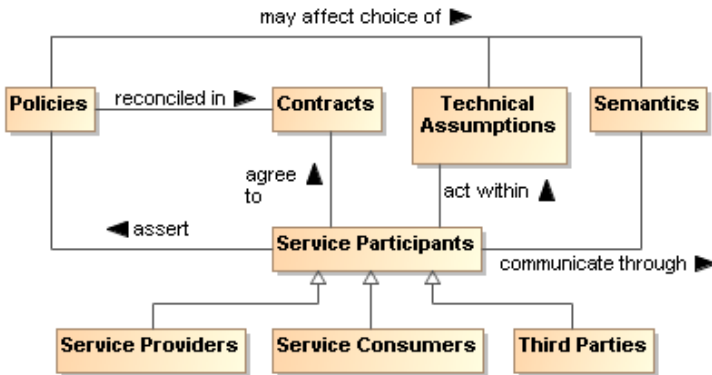 may affect choice of
Policies
reconciled in
Contracts
Technical
Assumptions
Semantics
agree
to
act within
assert
Service Participants
communicate through
Service Providers
Service Consumers
Third Parties